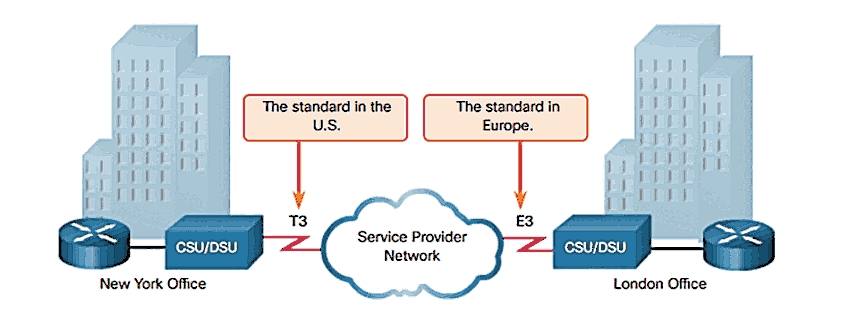 The standard in the
U.S.
The standard in
Europe.
T3
E3
CSU/DSU
Service Provider
Network
CSU/DSU
New York Office
London Office